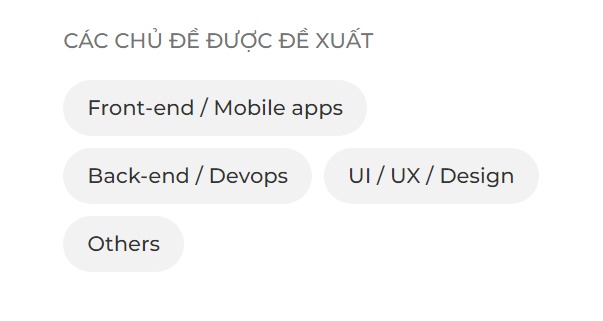 CÁC CHỦ ĐỀ ĐƯỢC ĐỀ XUẤT
Front-end / Mobile apps
Back-end / Devops UI / UX / Design
Others